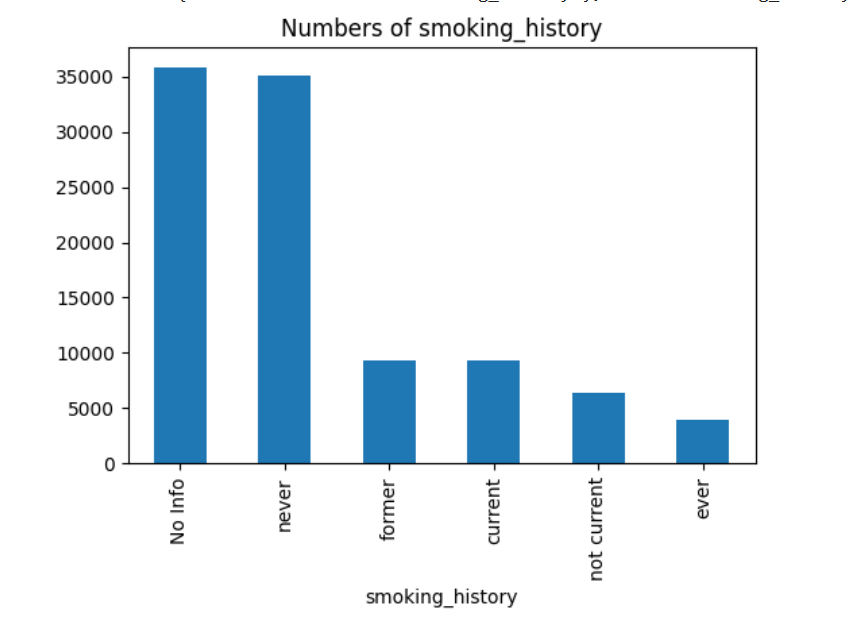 Numbers of smoking_history
35000
30000
25000
20000
15000
10000
5000
0
No Info
never
former
current
not current
ever
smoking_history